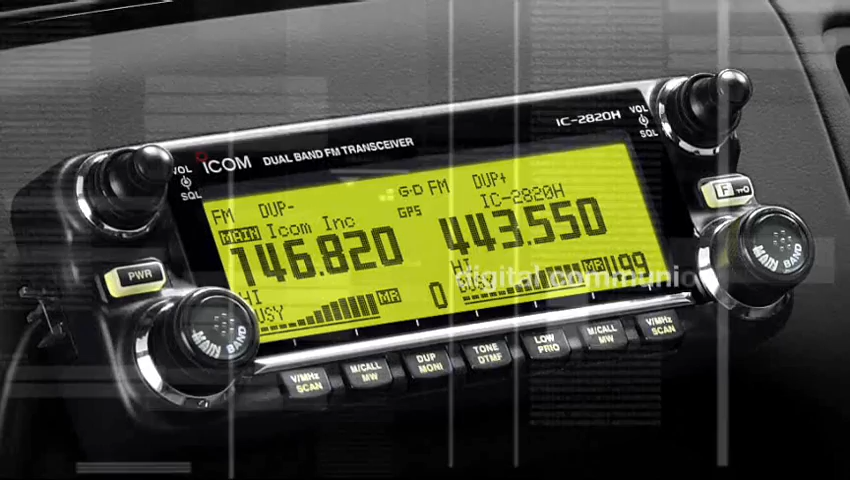 ICOM DUAL BAND FM TRANSCEIVER
IC-2820H
VOL
SQL
VOL
SQL
FM DUP- G·D FM DUP+
MAIN Icom Inc GPS IC-2820H
146.820 443.550
HI HI
BUSY MR 0 BUSY MR U99
digital communic
PWR
F
MAIN BAND
MAIN BAND
V/MHz SCAN
M/CALL MW
DUP MONI
TONE DTMF
LOW PRIO
M/CALL MW
V/MHz SCAN